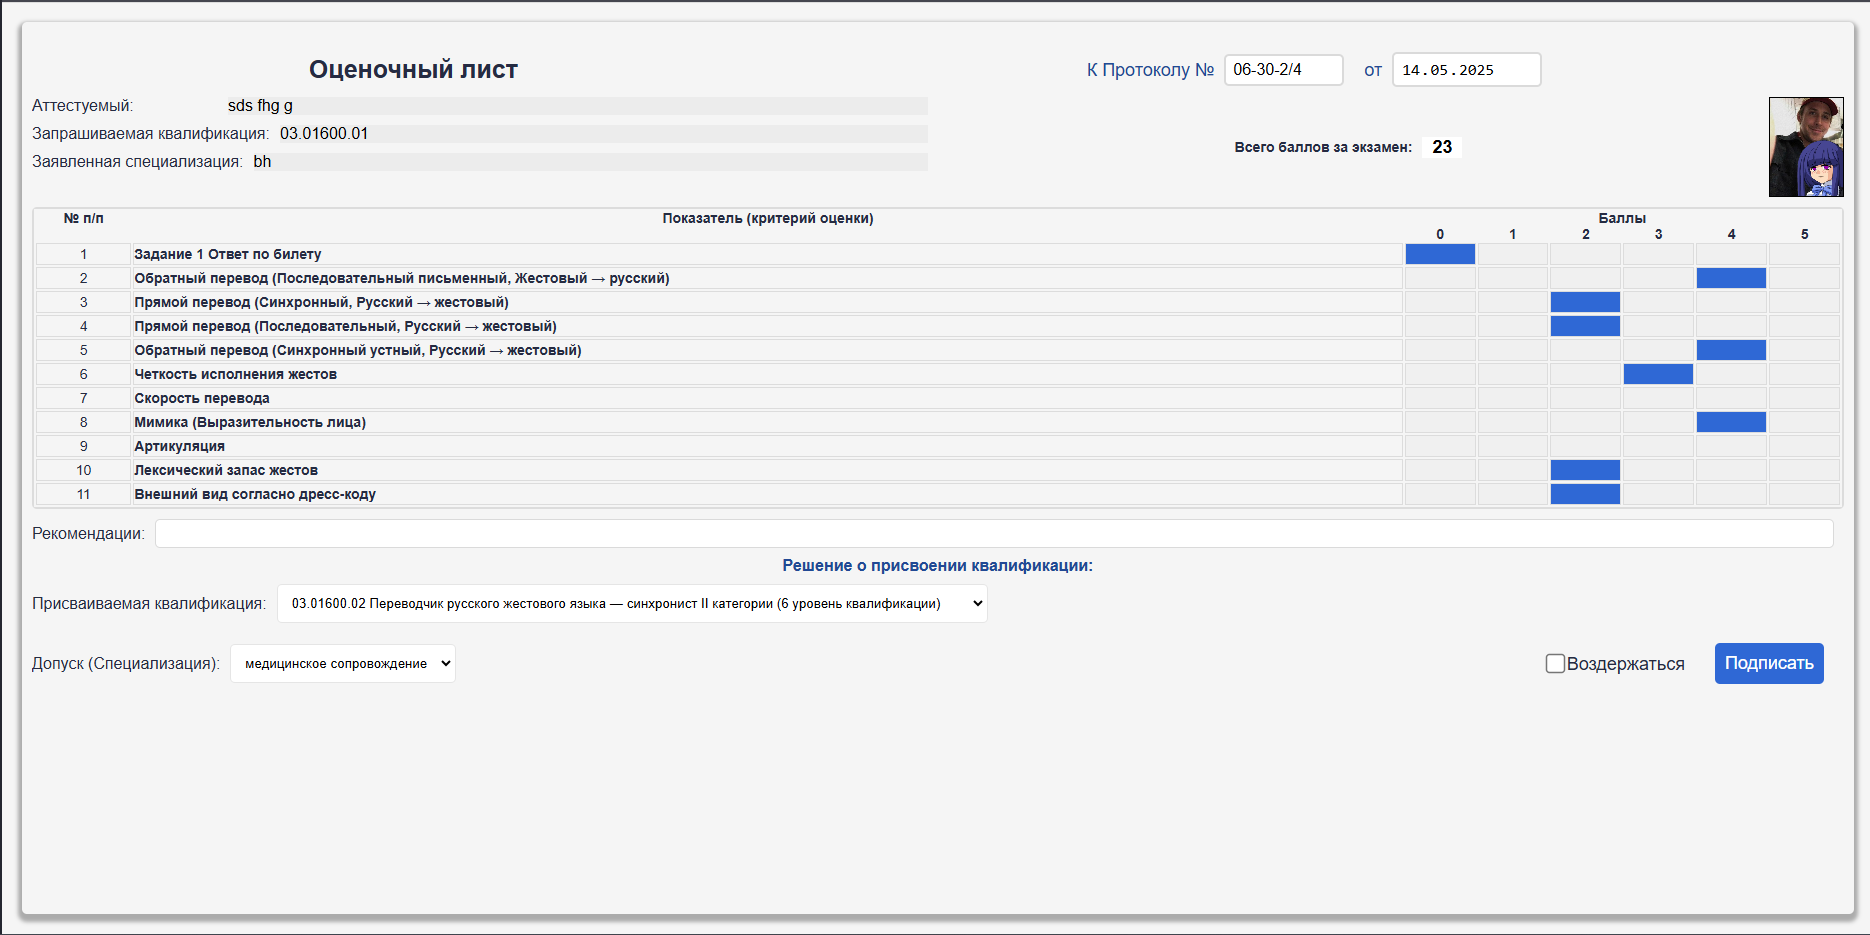 Оценочный лист
К Протоколу № 06-30-2/4 от 14.05.2025
Аттестуемый: sds fhg g
Запрашиваемая квалификация: 03.01600.01
Заявленная специализация: bh
Всего баллов за экзамен: 23
№ п/п Показатель (критерий оценки) Баллы
0 1 2 3 4 5
1 Задание 1 Ответ по билету
2 Обратный перевод (Последовательный письменный, Жестовый → русский)
3 Прямой перевод (Синхронный, Русский → жестовый)
4 Прямой перевод (Последовательный, Русский → жестовый)
5 Обратный перевод (Синхронный устный, Русский → жестовый)
6 Четкость исполнения жестов
7 Скорость перевода
8 Мимика (Выразительность лица)
9 Артикуляция
10 Лексический запас жестов
11 Внешний вид согласно дресс-коду
Рекомендации:
Решение о присвоении квалификации:
Присваиваемая квалификация: 03.01600.02 Переводчик русского жестового языка — синхронист II категории (6 уровень квалификации)
Допуск (Специализация): медицинское сопровождение
Воздержаться Подписать